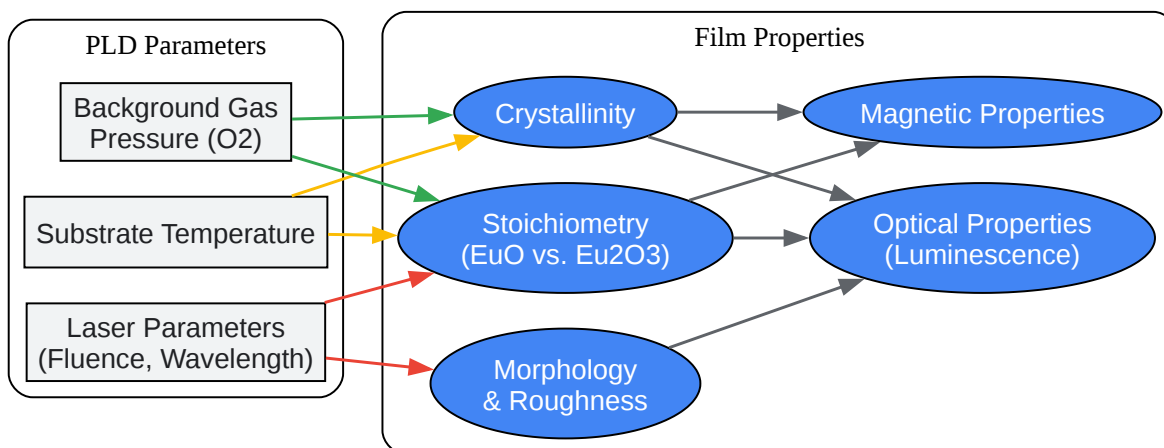 PLD Parameters
Background Gas
Pressure (O2)
Substrate Temperature
Laser Parameters
(Fluence, Wavelength)
Film Properties
Crystallinity
Stoichiometry
(EuO vs. Eu2O3)
Morphology
& Roughness
Magnetic Properties
Optical Properties
(Luminescence)